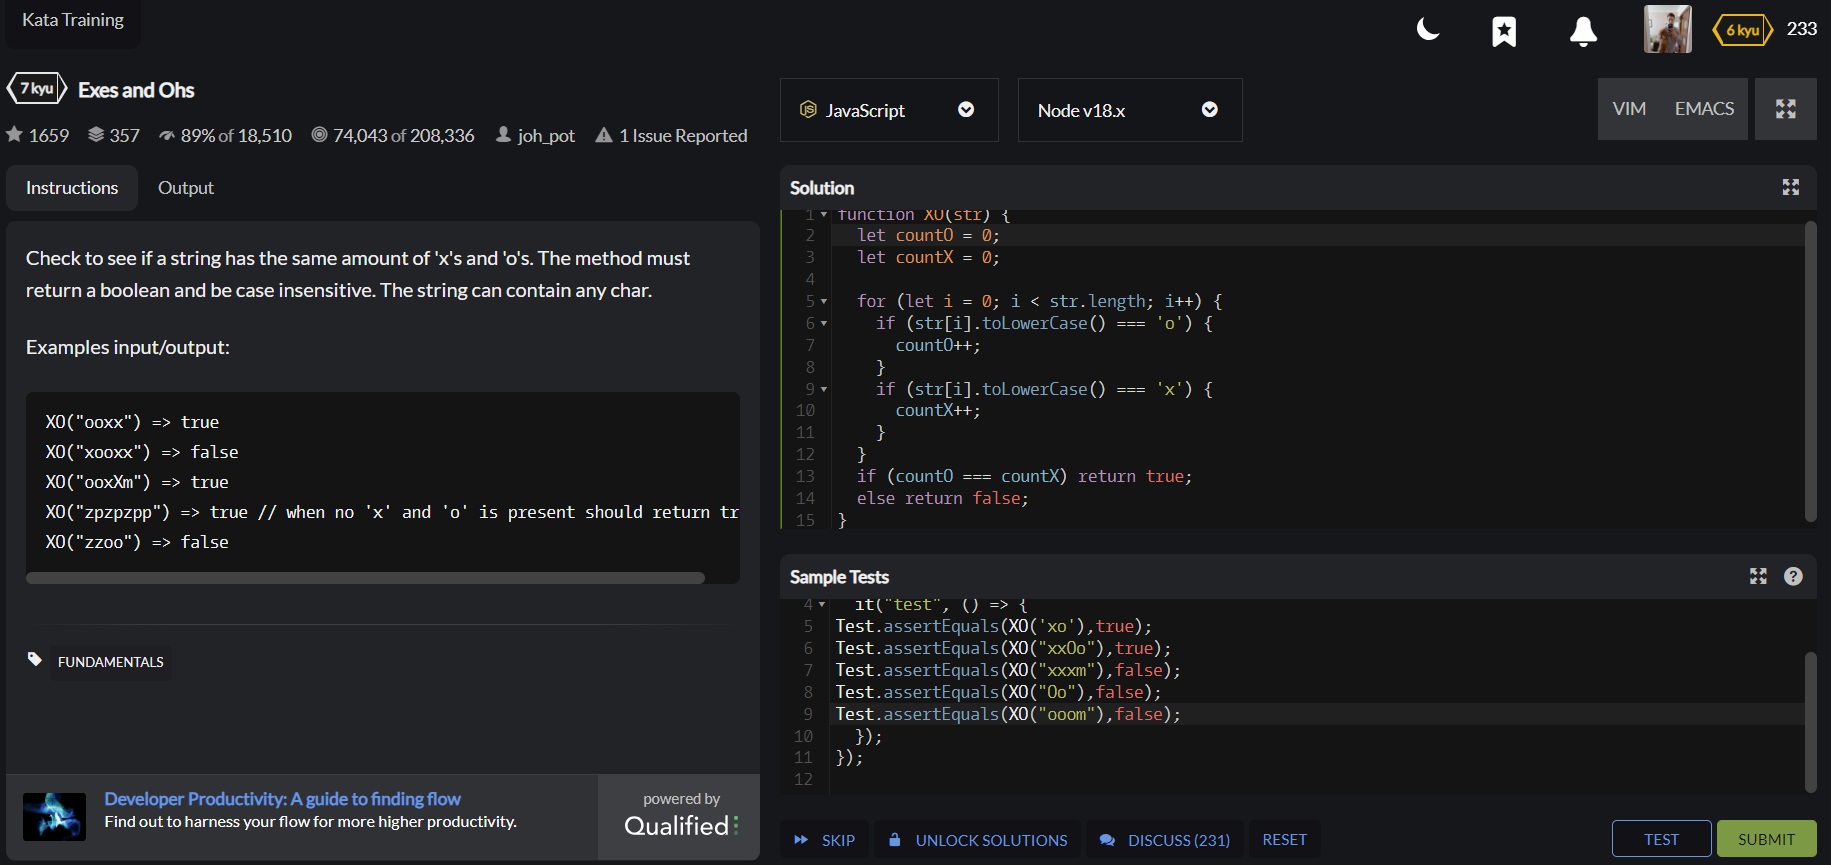 Kata Training
6 kyu 233
7 kyu Exes and Ohs
1659 357 89% of 18,510 74,043 of 208,336 joh_pot 1 Issue Reported
Instructions Output
Check to see if a string has the same amount of 'x's and 'o's. The method must
return a boolean and be case insensitive. The string can contain any char.
Examples input/output:
XO("ooxx") => true
XO("xooxx") => false
XO("ooxXm") => true
XO("zpzpzpp") => true // when no 'x' and 'o' is present should return tr
XO("zzoo") => false
FUNDAMENTALS
Developer Productivity: A guide to finding flow
Find out to harness your flow for more higher productivity.
powered by
Qualified
JS JavaScript Node v18.x VIM EMACS
Solution
1 function XO(str) {
2 let countO = 0;
3 let countX = 0;
4
5 for (let i = 0; i < str.length; i++) {
6 if (str[i].toLowerCase() === 'o') {
7 countO++;
8 }
9 if (str[i].toLowerCase() === 'x') {
10 countX++;
11 }
12 }
13 if (countO === countX) return true;
14 else return false;
15 }
Sample Tests ?
4 it("test", () => {
5 Test.assertEquals(XO('xo'),true);
6 Test.assertEquals(XO("xxOo"),true);
7 Test.assertEquals(XO("xxxm"),false);
8 Test.assertEquals(XO("Oo"),false);
9 Test.assertEquals(XO("ooom"),false);
10 });
11 });
12
SKIP UNLOCK SOLUTIONS DISCUSS (231) RESET TEST SUBMIT